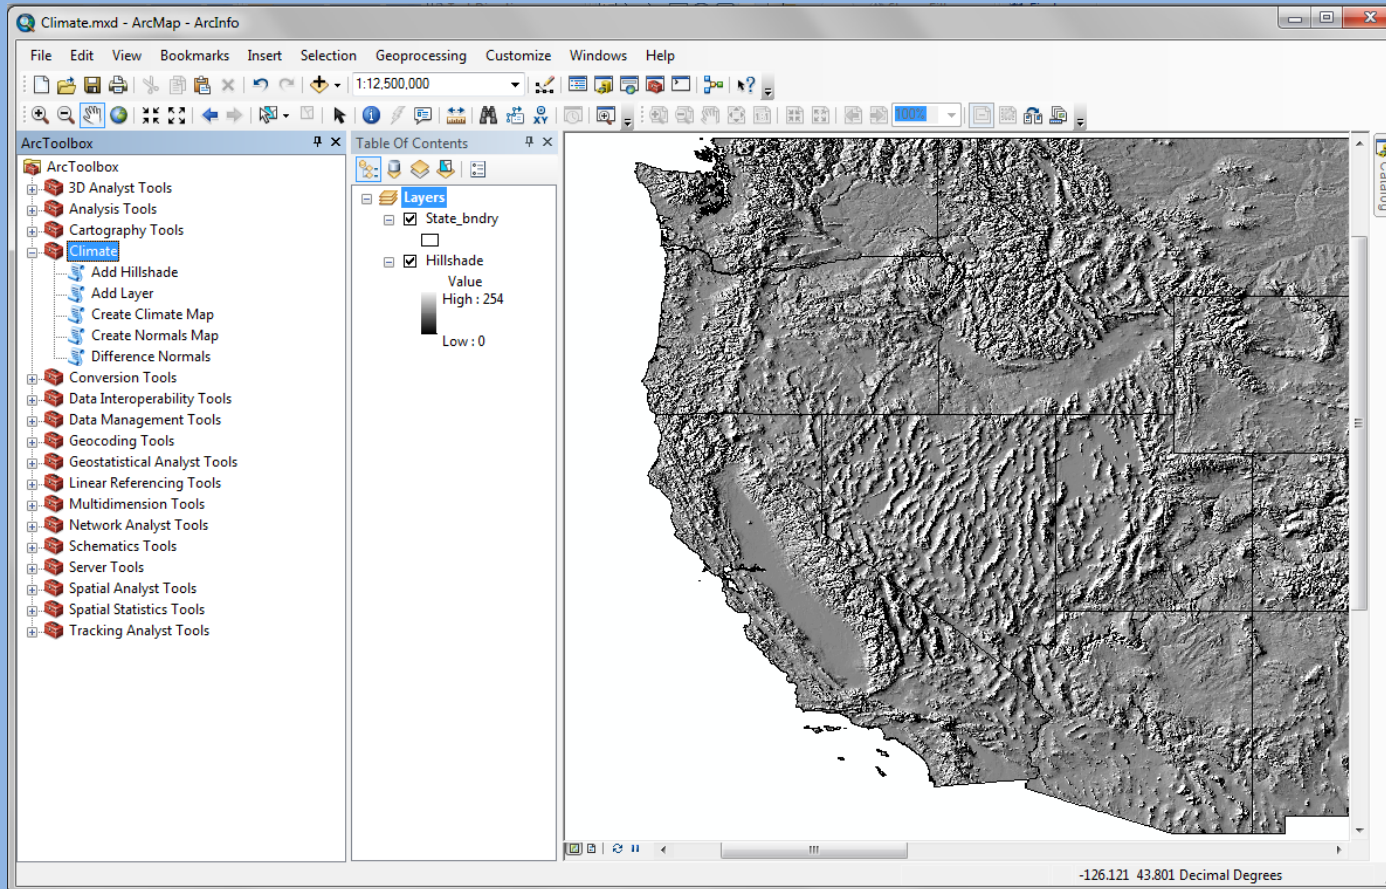 Climate.mxd - ArcMap - ArcInfo
File Edit View Bookmarks Insert Selection Geoprocessing Customize Windows Help
1:12,500,000
100%
ArcToolbox
ArcToolbox
3D Analyst Tools
Analysis Tools
Cartography Tools
Climate
Add Hillshade
Add Layer
Create Climate Map
Create Normals Map
Difference Normals
Conversion Tools
Data Interoperability Tools
Data Management Tools
Geocoding Tools
Geostatistical Analyst Tools
Linear Referencing Tools
Multidimension Tools
Network Analyst Tools
Schematics Tools
Server Tools
Spatial Analyst Tools
Spatial Statistics Tools
Tracking Analyst Tools
Table Of Contents
Layers
State_bndry
Hillshade
Value
High : 254
Low : 0
Catalog
-126.121 43.801 Decimal Degrees